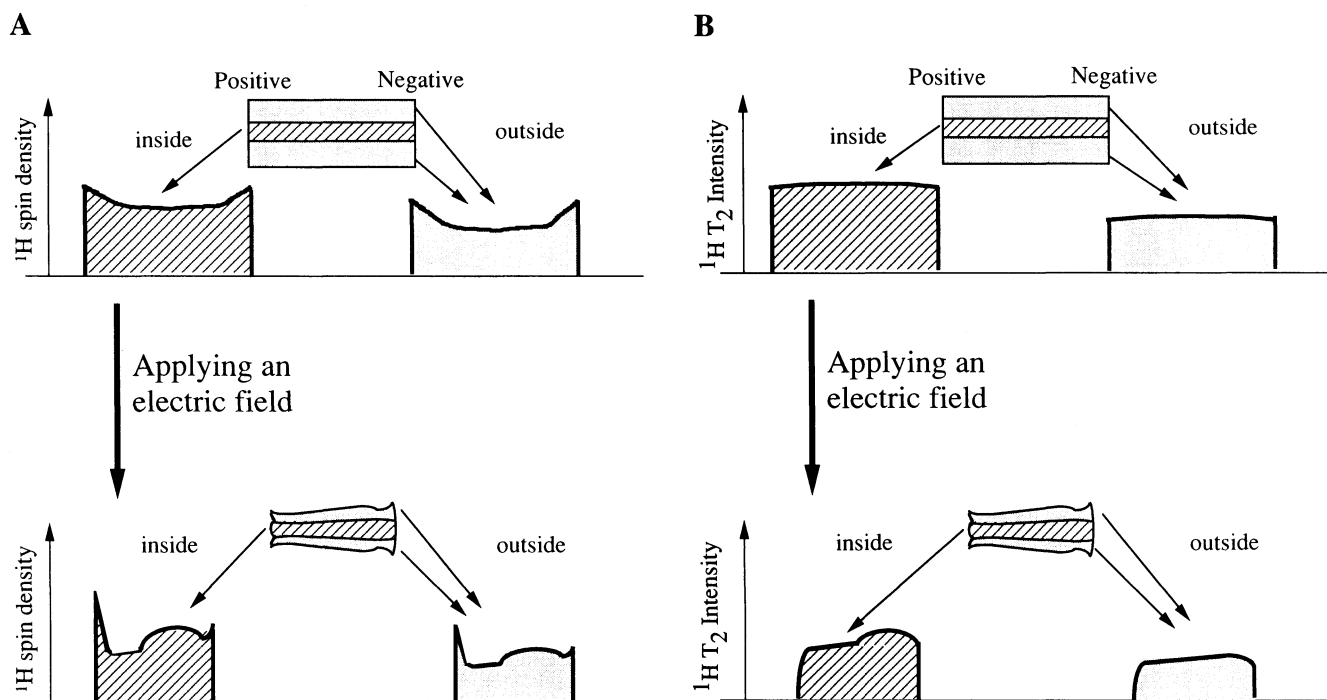 A
Positive Negative
inside
outside
¹H spin density
Applying an
electric field
inside
outside
¹H spin density
B
Positive Negative
inside
outside
¹H T₂ Intensity
Applying an
electric field
inside
outside
¹H T₂ Intensity